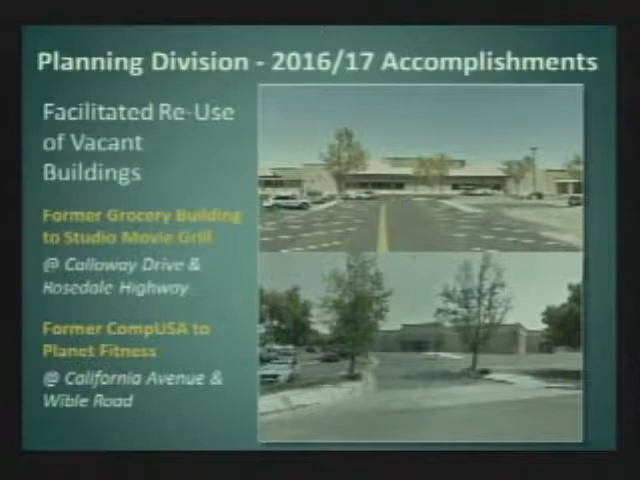 Planning Division - 2016/17 Accomplishments
Facilitated Re-Use
of Vacant
Buildings
Former Grocery Building
to Studio Movie Grill
@ Calloway Drive &
Rosedale Highway
Former CompUSA to
Planet Fitness
@ California Avenue &
Wible Road